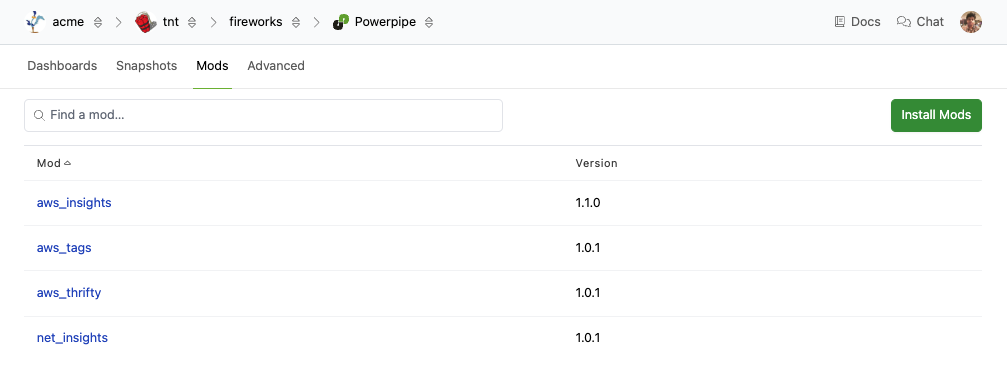 acme tnt fireworks Powerpipe Docs Chat
Dashboards Snapshots Mods Advanced
Find a mod... Install Mods
Mod Version
aws_insights 1.1.0
aws_tags 1.0.1
aws_thrifty 1.0.1
net_insights 1.0.1